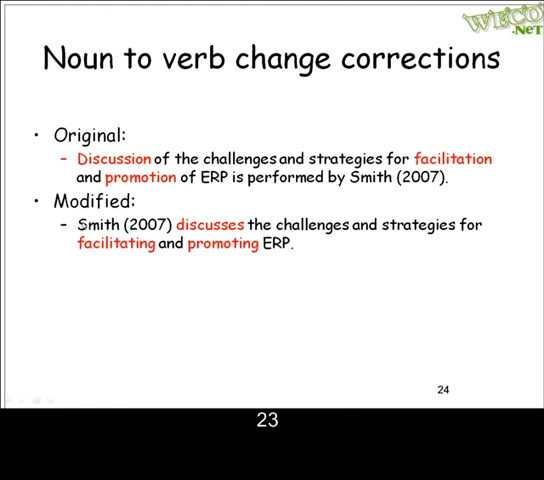 WECO
.NeT
Noun to verb change corrections
• Original:
– Discussion of the challenges and strategies for facilitation
and promotion of ERP is performed by Smith (2007).
• Modified:
– Smith (2007) discusses the challenges and strategies for
facilitating and promoting ERP.
24
23